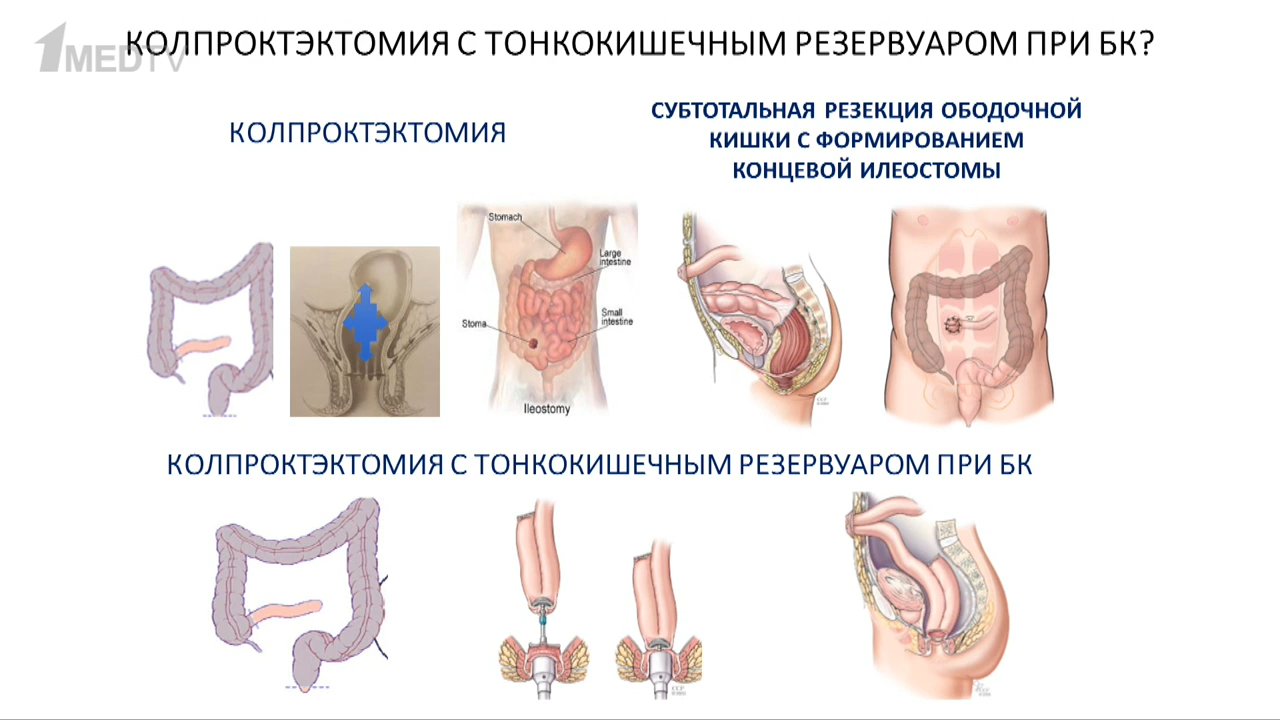 КОЛПРОКТЭКТОМИЯ С ТОНКОКИШЕЧНЫМ РЕЗЕРВУАРОМ ПРИ БК?
1MEDTV
КОЛПРОКТЭКТОМИЯ
СУБТОТАЛЬНАЯ РЕЗЕКЦИЯ ОБОДОЧНОЙ
КИШКИ С ФОРМИРОВАНИЕМ
КОНЦЕВОЙ ИЛЕОСТОМЫ
Stomach
Large
intestine
Small
intestine
Stoma
Ileostomy
КОЛПРОКТЭКТОМИЯ С ТОНКОКИШЕЧНЫМ РЕЗЕРВУАРОМ ПРИ БК